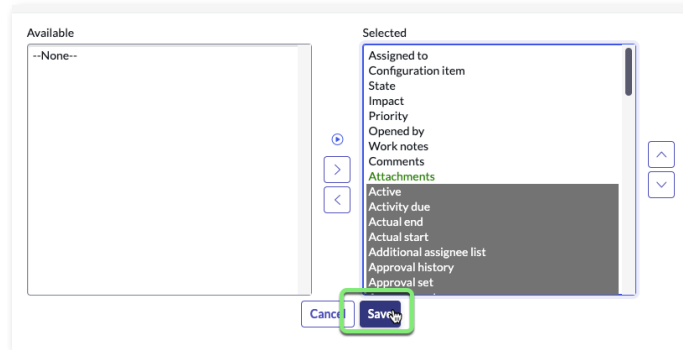 Available
--None--
Selected
Assigned to
Configuration item
State
Impact
Priority
Opened by
Work notes
Comments
Attachments
Active
Activity due
Actual end
Actual start
Additional assignee list
Approval history
Approval set
Cancel
Save